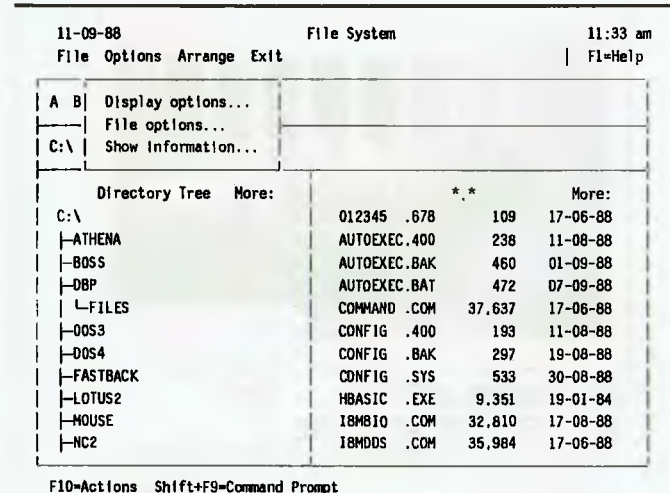 11-09-88 File System 11:33 am
File Options Arrange Exit | F1=Help
A B Display options...
File options...
C:\ Show information...
Directory Tree More: *.* More:
C:\ 012345 .678 109 17-06-88
├─ATHENA AUTOEXEC.400 238 11-08-88
├─BOSS AUTOEXEC.BAK 460 01-09-88
├─DBP AUTOEXEC.BAT 472 07-09-88
│ └─FILES COMMAND .COM 37,637 17-06-88
├─DOS3 CONFIG .400 193 11-08-88
├─DOS4 CONFIG .BAK 297 19-08-88
├─FASTBACK CONFIG .SYS 533 30-08-88
├─LOTUS2 HBASIC .EXE 9,351 19-01-84
├─MOUSE IBMBIO .COM 32,810 17-08-88
├─NC2 IBMDOS .COM 35,984 17-06-88
F10=Actions Shift+F9=Command Prompt